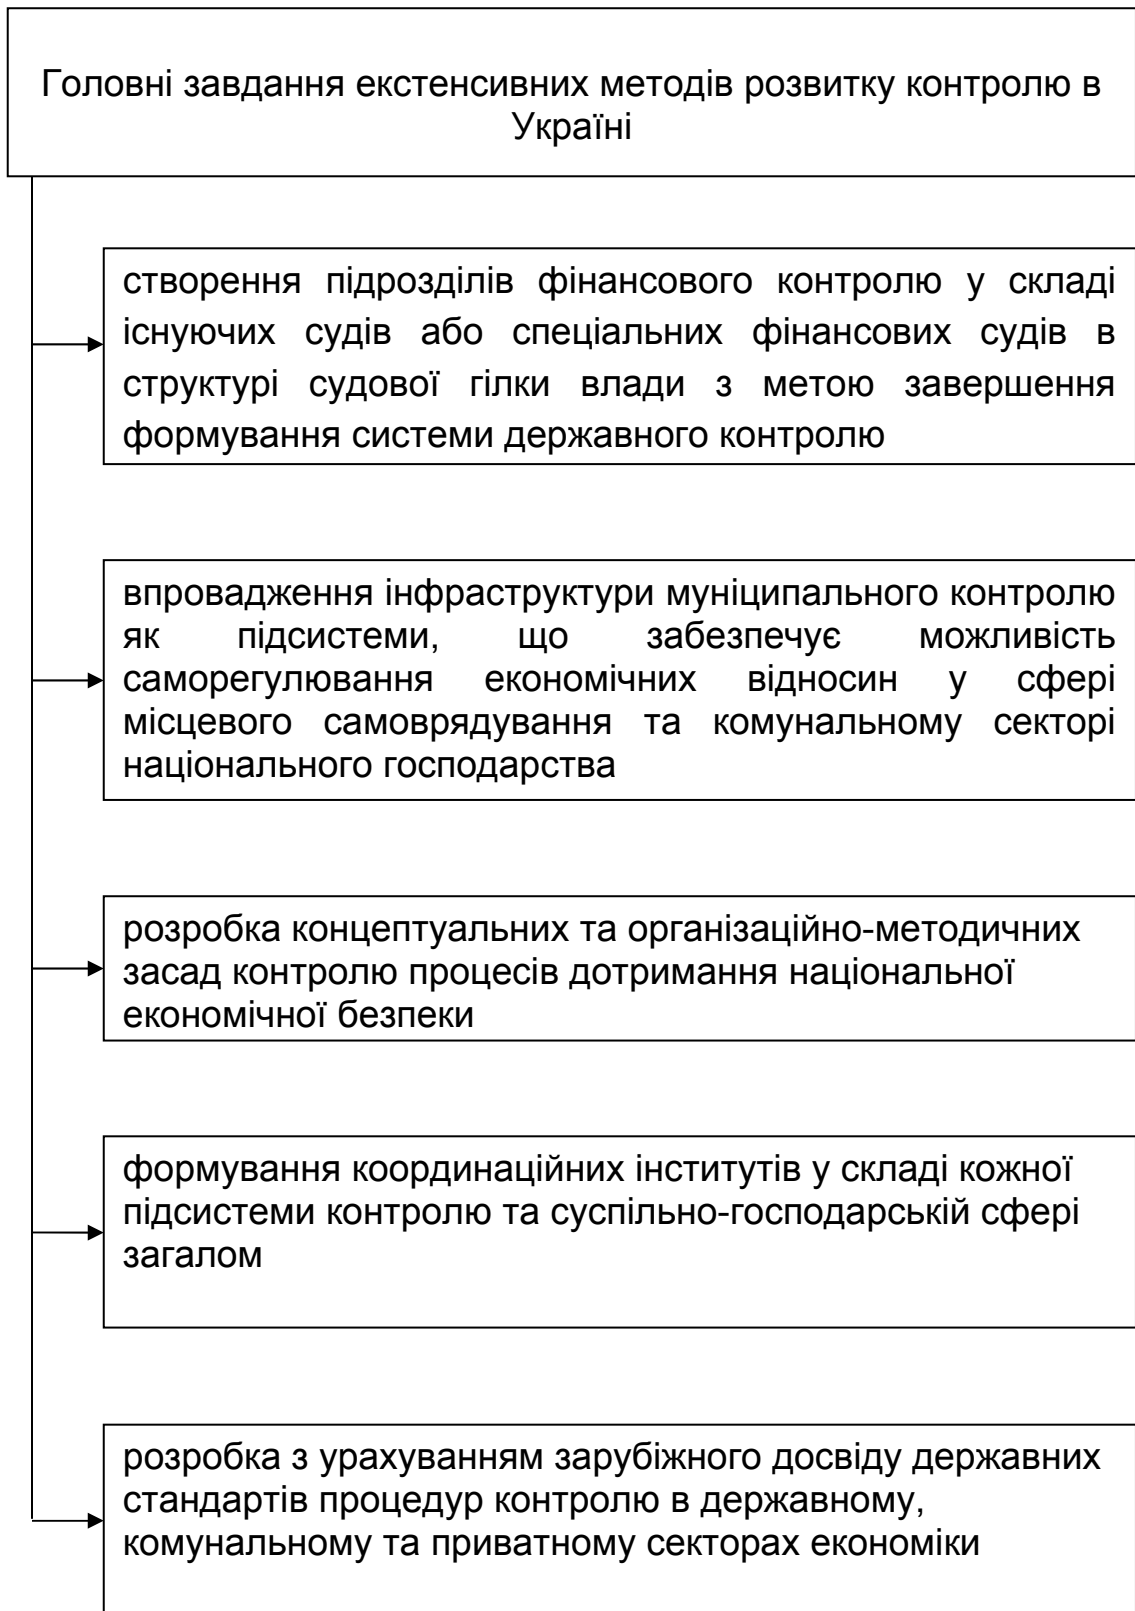 Головні завдання екстенсивних методів розвитку контролю в
Україні
створення підрозділів фінансового контролю у складі
існуючих судів або спеціальних фінансових судів в
структурі судової гілки влади з метою завершення
формування системи державного контролю
впровадження інфраструктури муніципального контролю
як підсистеми, що забезпечує можливість
саморегулювання економічних відносин у сфері
місцевого самоврядування та комунальному секторі
національного господарства
розробка концептуальних та організаційно-методичних
засад контролю процесів дотримання національної
економічної безпеки
формування координаційних інститутів у складі кожної
підсистеми контролю та суспільно-господарській сфері
загалом
розробка з урахуванням зарубіжного досвіду державних
стандартів процедур контролю в державному,
комунальному та приватному секторах економіки